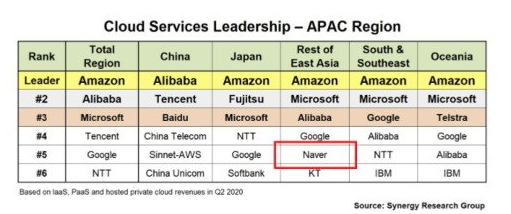 Cloud Services Leadership – APAC Region
Rank Total Region China Japan Rest of East Asia South & Southeast Oceania
Leader Amazon Alibaba Amazon Amazon Amazon Amazon
#2 Alibaba Tencent Fujitsu Microsoft Microsoft Microsoft
#3 Microsoft Baidu Microsoft Alibaba Google Telstra
#4 Tencent China Telecom NTT Google Alibaba Google
#5 Google Sinnet-AWS Google Naver NTT Alibaba
#6 NTT China Unicom Softbank KT IBM IBM
Based on IaaS, PaaS and hosted private cloud revenues in Q2 2020
Source: Synergy Research Group